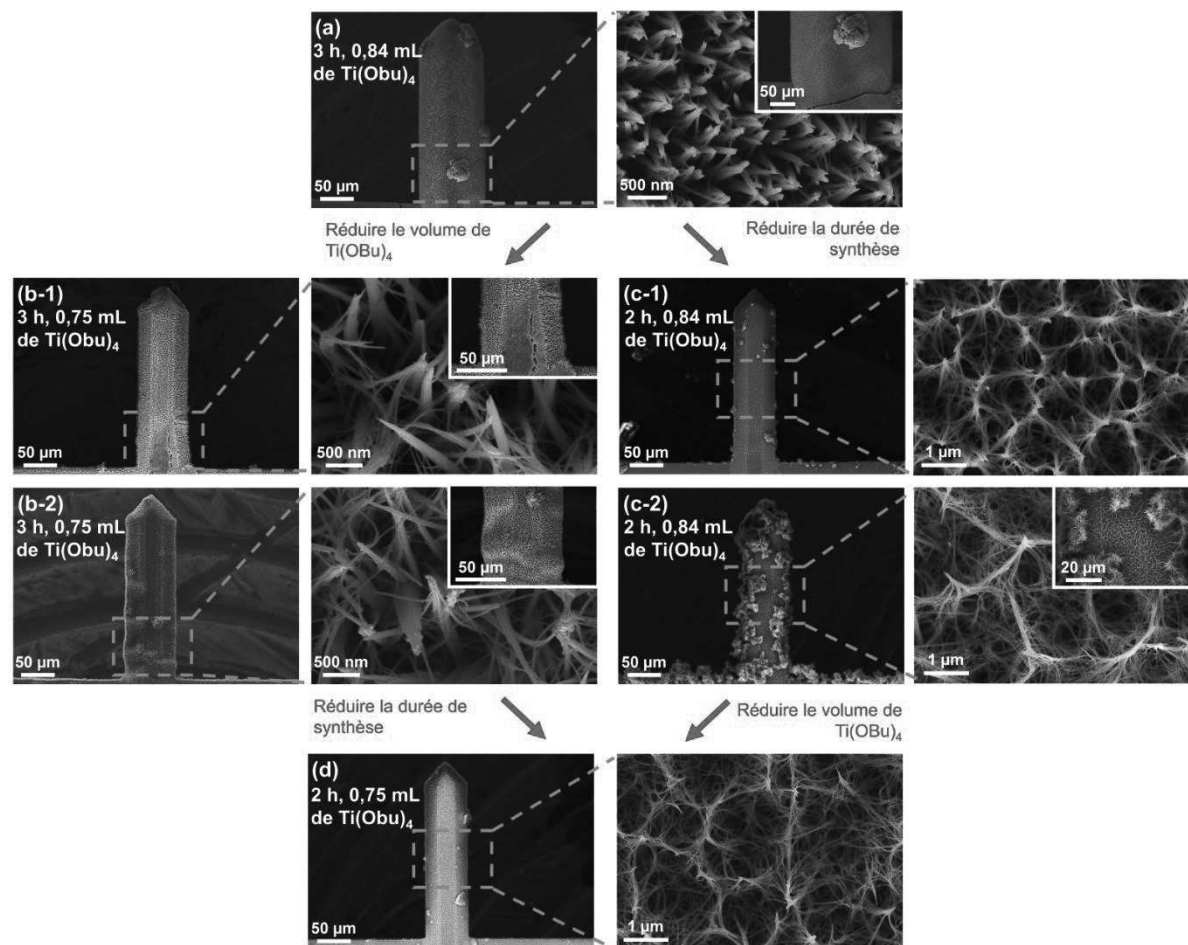 (a)
3 h, 0,84 mL
de Ti(Obu)₄
50 µm
50 µm
500 nm
Réduire le volume de
Ti(OBu)₄
Réduire la durée de
synthèse
(b-1)
3 h, 0,75 mL
de Ti(Obu)₄
50 µm
50 µm
500 nm
(c-1)
2 h, 0,84 mL
de Ti(Obu)₄
50 µm
1 µm
(b-2)
3 h, 0,75 mL
de Ti(Obu)₄
50 µm
50 µm
500 nm
(c-2)
2 h, 0,84 mL
de Ti(Obu)₄
50 µm
20 µm
1 µm
Réduire la durée de
synthèse
Réduire le volume de
Ti(OBu)₄
(d)
2 h, 0,75 mL
de Ti(Obu)₄
50 µm
1 µm